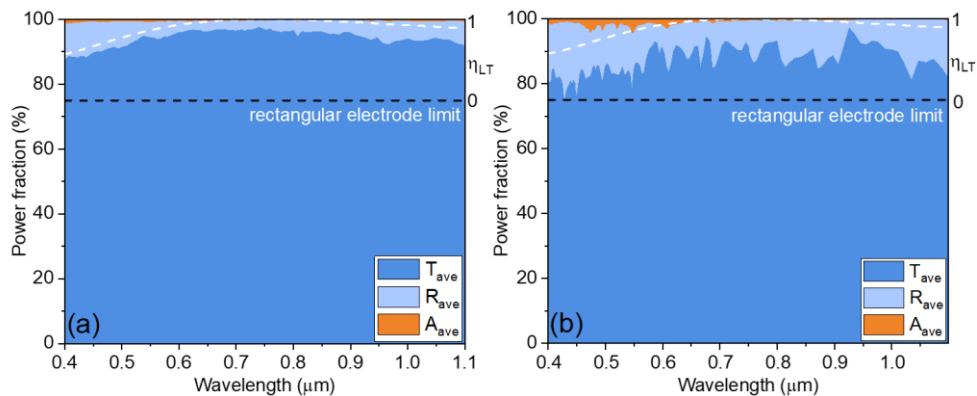 100
80
60
40
20
0
Power fraction (%)
0.4 0.5 0.6 0.7 0.8 0.9 1.0 1.1
Wavelength (μm)
1
η_LT
0
rectangular electrode limit
T_ave
R_ave
A_ave
(a)
100
80
60
40
20
0
Power fraction (%)
0.4 0.5 0.6 0.7 0.8 0.9 1.0
Wavelength (μm)
1
η_LT
0
rectangular electrode limit
T_ave
R_ave
A_ave
(b)